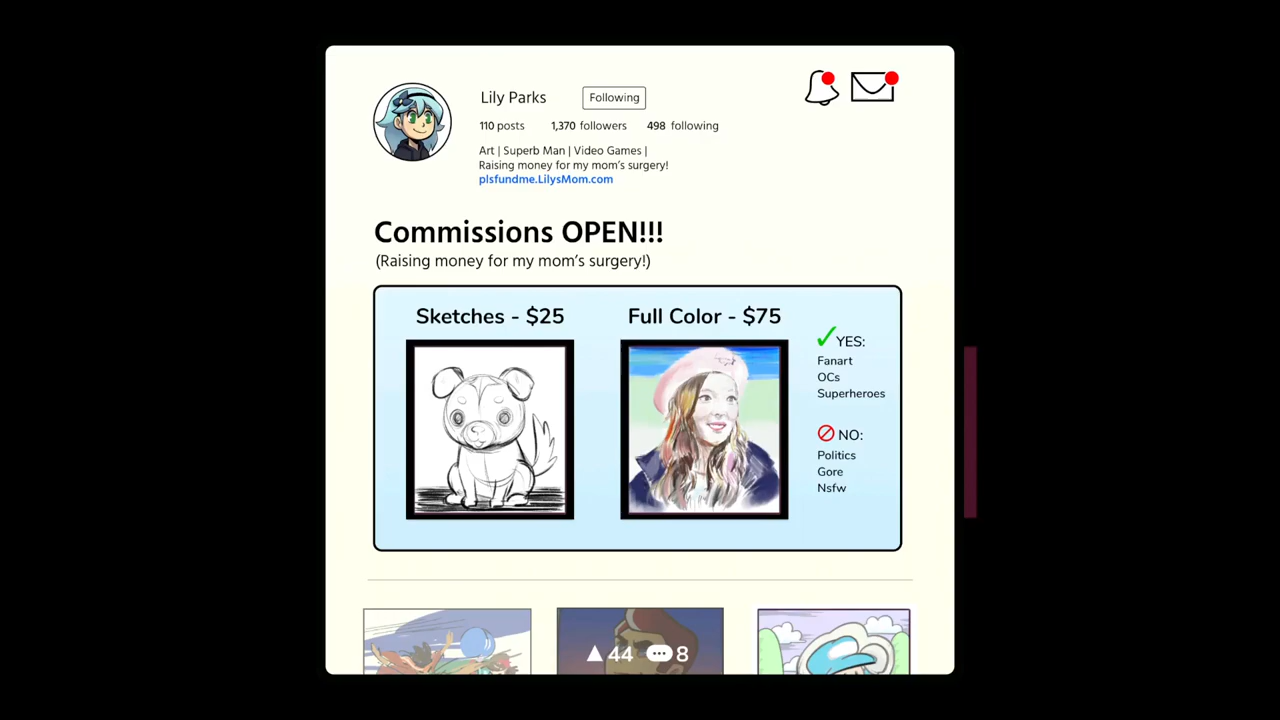 Lily Parks
Following
110 posts 1,370 followers 498 following
Art | Superb Man | Video Games |
Raising money for my mom's surgery!
plsfundme.LilysMom.com
Commissions OPEN!!!
(Raising money for my mom's surgery!)
Sketches - $25
Full Color - $75
YES:
Fanart
OCs
Superheroes
NO:
Politics
Gore
Nsfw
44
8